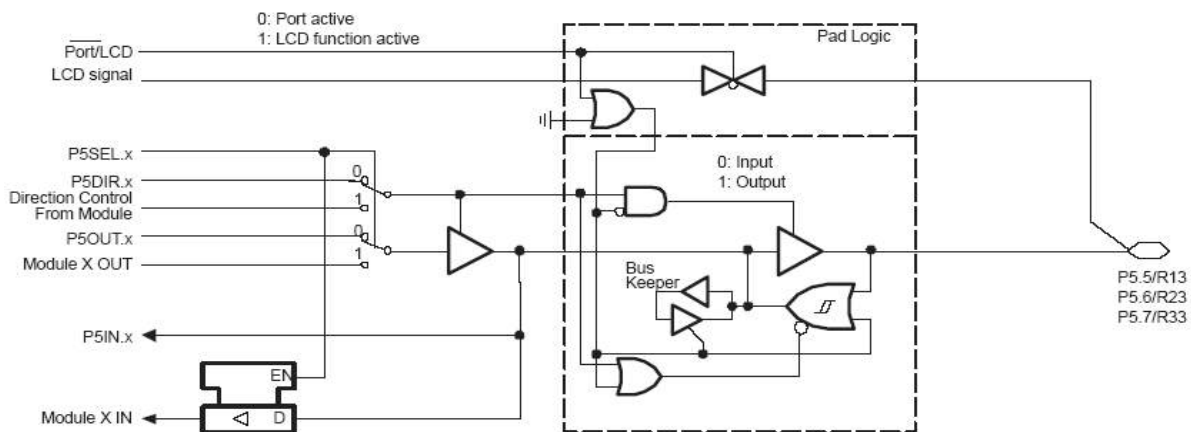 0: Port active
1: LCD function active
Pad Logic
Port/LCD
LCD signal
P5SEL.x
0: Input
1: Output
P5DIR.x
0
Direction Control
From Module
1
P5OUT.x
0
Module X OUT
1
Bus
Keeper
P5.5/R13
P5.6/R23
P5.7/R33
P5IN.x
EN
Module X IN
D